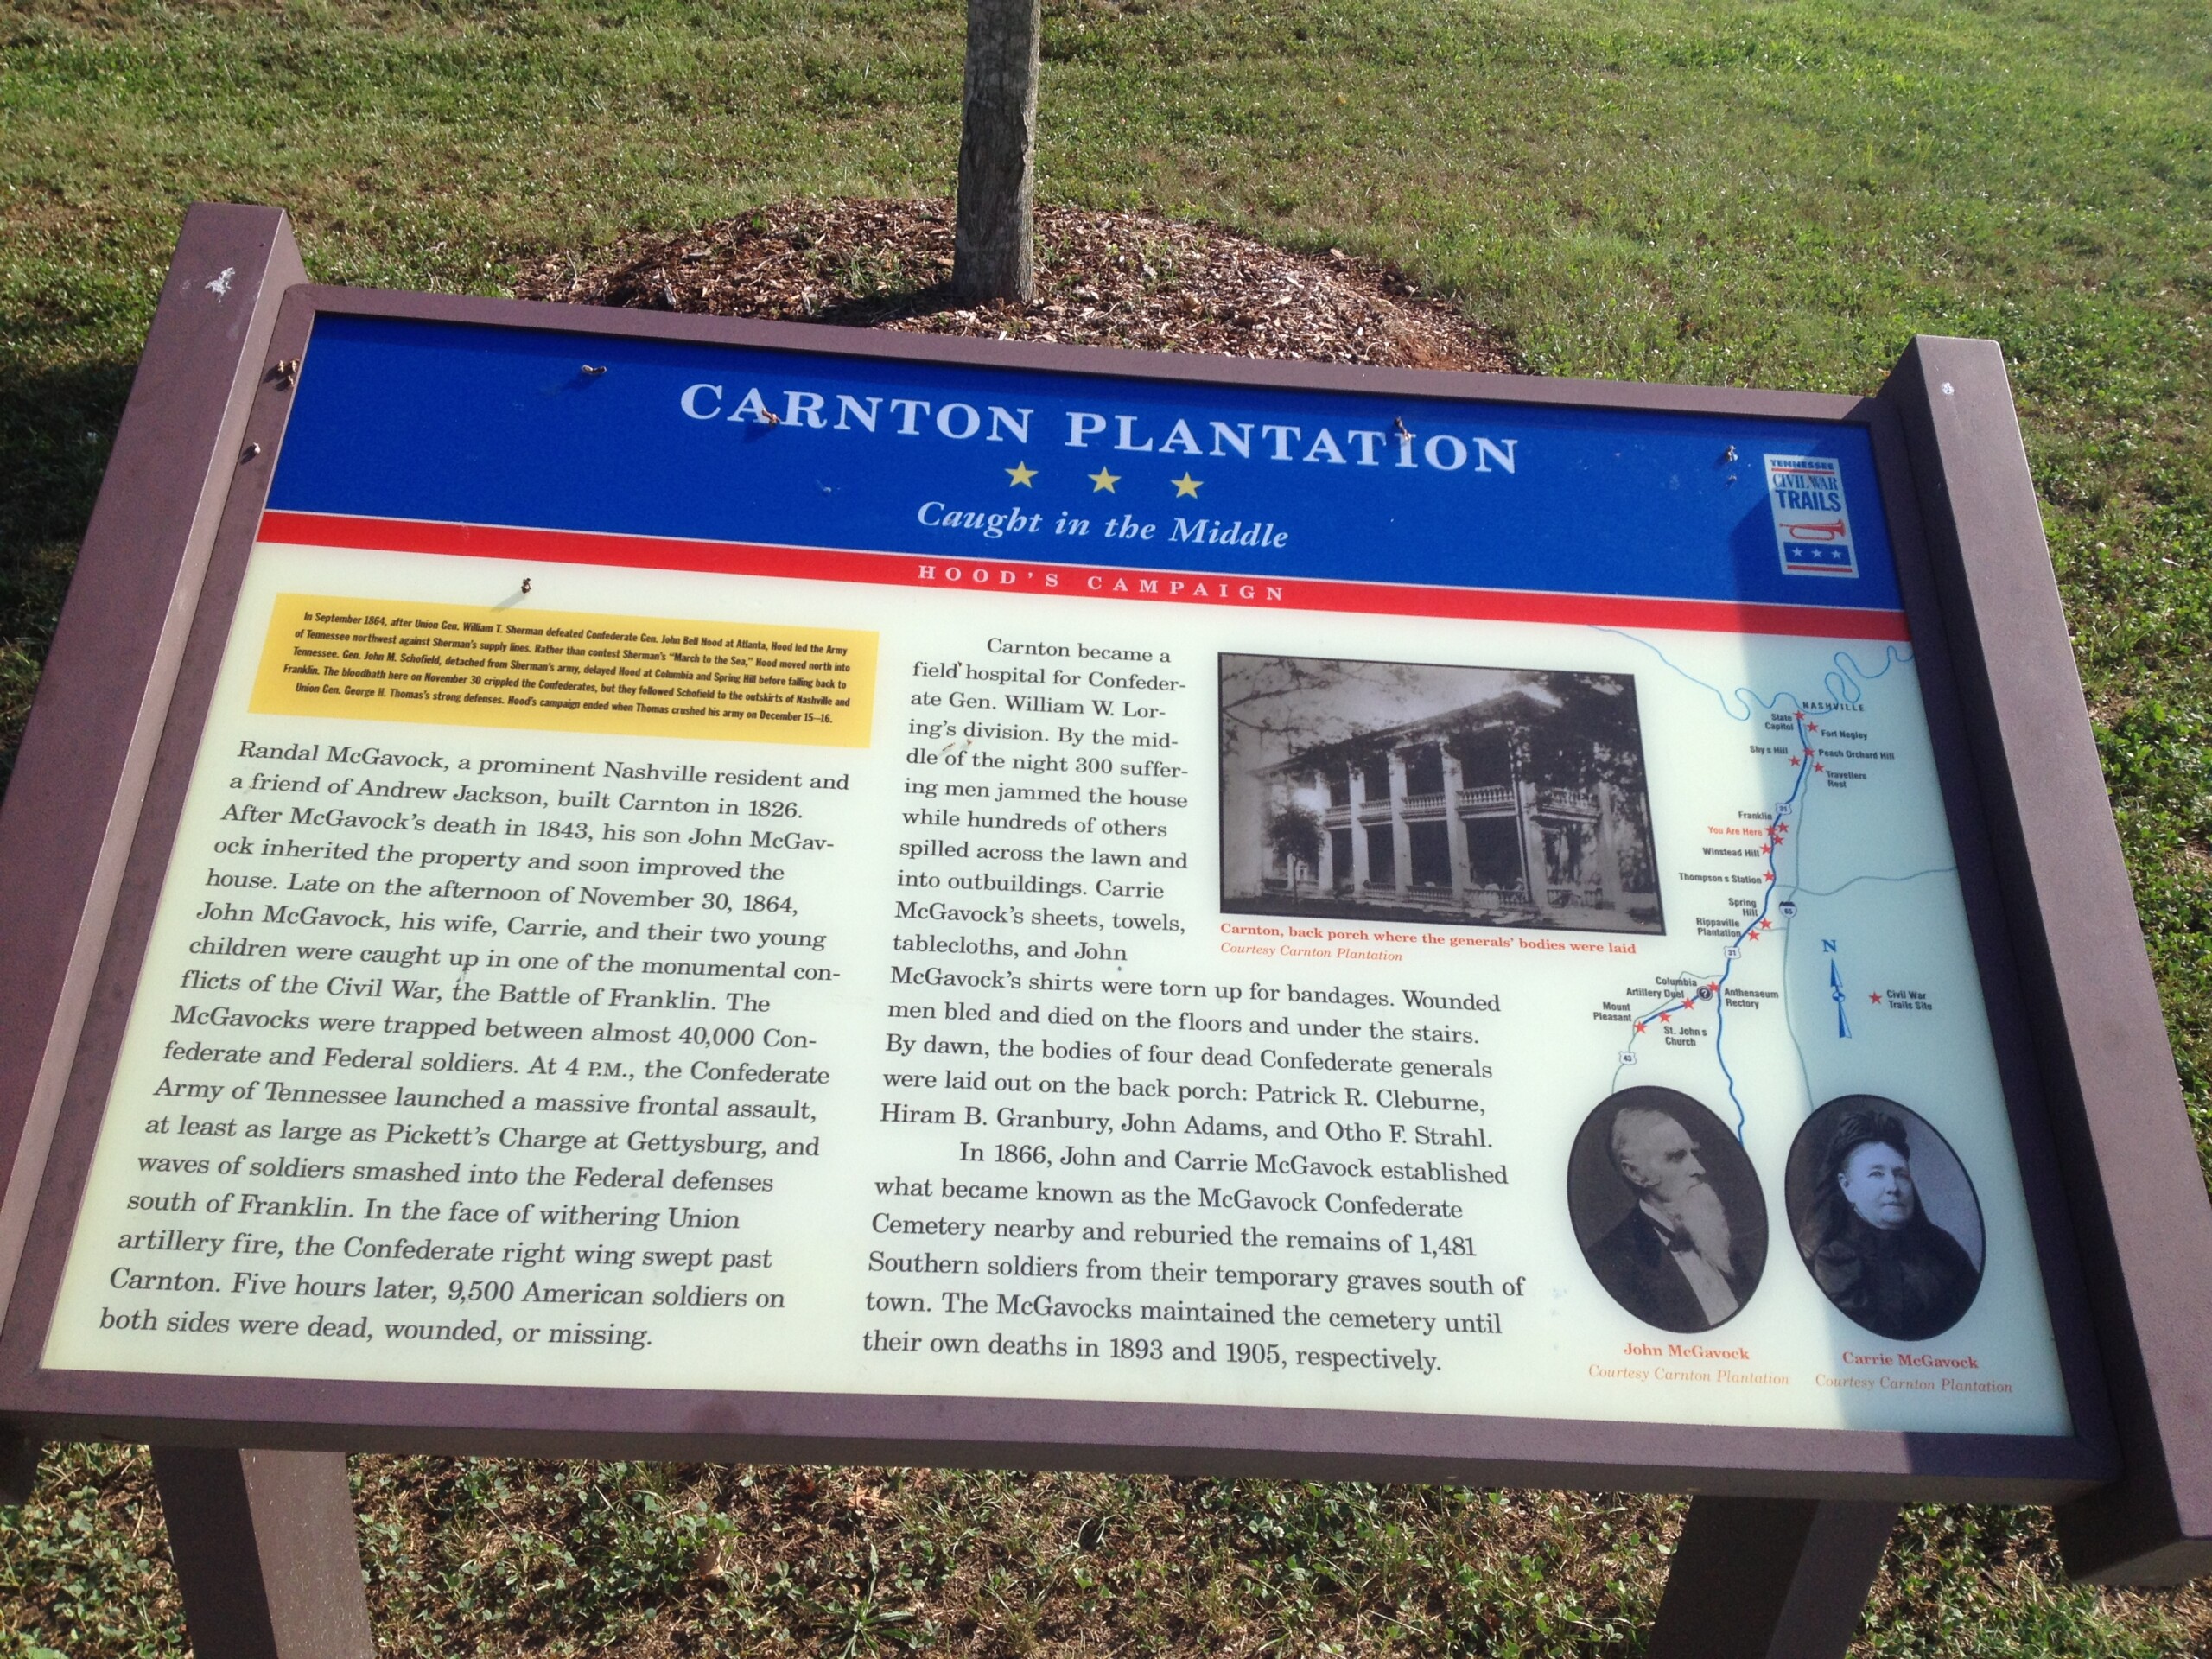 CARNTON PLANTATION
Caught in the Middle
HOOD'S CAMPAIGN
TENNESSEE
CIVIL WAR
TRAILS
In September 1864, after Union Gen. William T. Sherman defeated Confederate Gen. John Bell Hood at Atlanta, Hood led the Army
of Tennessee northwest against Sherman's supply lines. Rather than contest Sherman's "March to the Sea," Hood moved north into
Tennessee. Gen. John M. Schofield, detached from Sherman's army, delayed Hood at Columbia and Spring Hill before falling back to
Franklin. The bloodbath here on November 30 crippled the Confederates, but they followed Schofield to the outskirts of Nashville and
Union Gen. George H. Thomas's strong defenses. Hood's campaign ended when Thomas crushed his army on December 15–16.
Randal McGavock, a prominent Nashville resident and
a friend of Andrew Jackson, built Carnton in 1826.
After McGavock's death in 1843, his son John McGav-
ock inherited the property and soon improved the
house. Late on the afternoon of November 30, 1864,
John McGavock, his wife, Carrie, and their two young
children were caught up in one of the monumental con-
flicts of the Civil War, the Battle of Franklin. The
McGavocks were trapped between almost 40,000 Con-
federate and Federal soldiers. At 4 P.M., the Confederate
Army of Tennessee launched a massive frontal assault,
at least as large as Pickett's Charge at Gettysburg, and
waves of soldiers smashed into the Federal defenses
south of Franklin. In the face of withering Union
artillery fire, the Confederate right wing swept past
Carnton. Five hours later, 9,500 American soldiers on
both sides were dead, wounded, or missing.
Carnton became a
field hospital for Confeder-
ate Gen. William W. Lor-
ing's division. By the mid-
dle of the night 300 suffer-
ing men jammed the house
while hundreds of others
spilled across the lawn and
into outbuildings. Carrie
McGavock's sheets, towels,
tablecloths, and John
McGavock's shirts were torn up for bandages. Wounded
men bled and died on the floors and under the stairs.
By dawn, the bodies of four dead Confederate generals
were laid out on the back porch: Patrick R. Cleburne,
Hiram B. Granbury, John Adams, and Otho F. Strahl.
In 1866, John and Carrie McGavock established
what became known as the McGavock Confederate
Cemetery nearby and reburied the remains of 1,481
Southern soldiers from their temporary graves south of
town. The McGavocks maintained the cemetery until
their own deaths in 1893 and 1905, respectively.
Carnton, back porch where the generals' bodies were laid
Courtesy Carnton Plantation
NASHVILLE
State
Capitol
Fort Negley
Shy's Hill
Peach Orchard Hill
Travellers
Rest
31
Franklin
You Are Here
Winstead Hill
Thompson's Station
65
Spring
Hill
Rippaville
Plantation
31
N
Columbia
Artillery Duel
Anthenaeum
Rectory
Mount
Pleasant
St. John's
Church
43
Civil War
Trails Site
John McGavock
Courtesy Carnton Plantation
Carrie McGavock
Courtesy Carnton Plantation